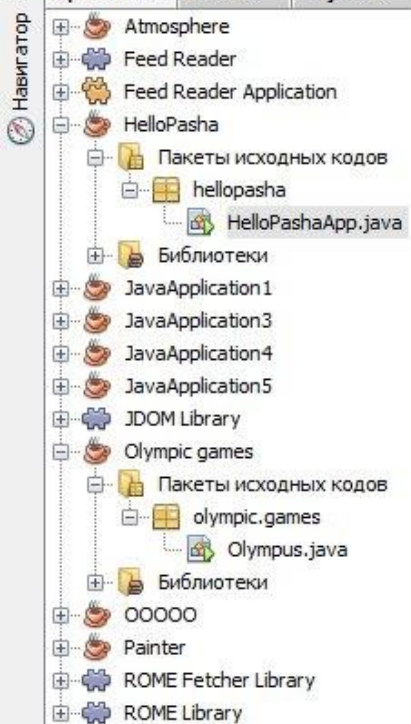 Навигатор
Atmosphere
Feed Reader
Feed Reader Application
HelloPasha
Пакеты исходных кодов
hellopasha
HelloPashaApp.java
Библиотеки
JavaApplication1
JavaApplication3
JavaApplication4
JavaApplication5
JDOM Library
Olympic games
Пакеты исходных кодов
olympic.games
Olympus.java
Библиотеки
OOOOO
Painter
ROME Fetcher Library
ROME Library